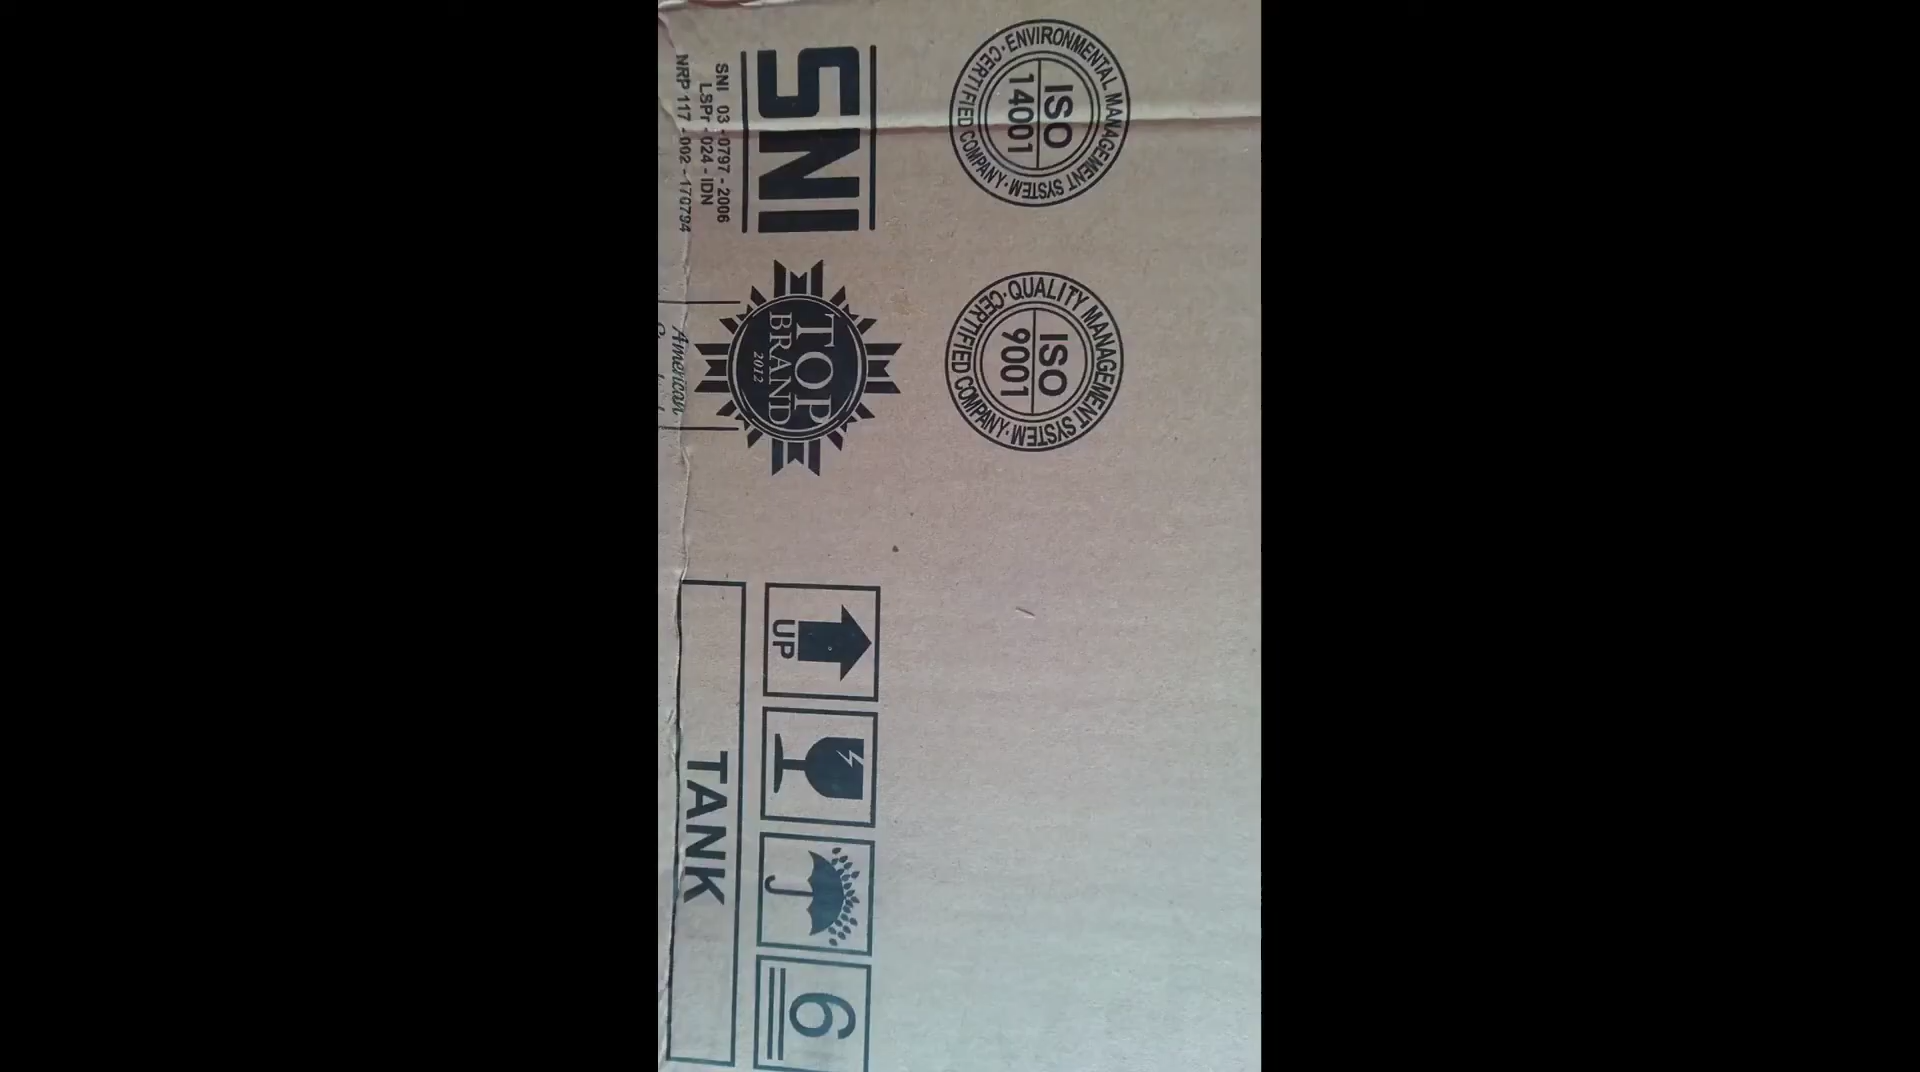 ·ENVIRONMENTAL MANAGEMENT SYSTEM·
CERTIFIED COMPANY
ISO
14001
·QUALITY MANAGEMENT SYSTEM·
CERTIFIED COMPANY
ISO
9001
SNI
SNI 03 - 0797 - 2006
LSPr - 024 - IDN
NRP 117 - 002 - 170794
TOP
BRAND
2012
American
UP
6
TANK